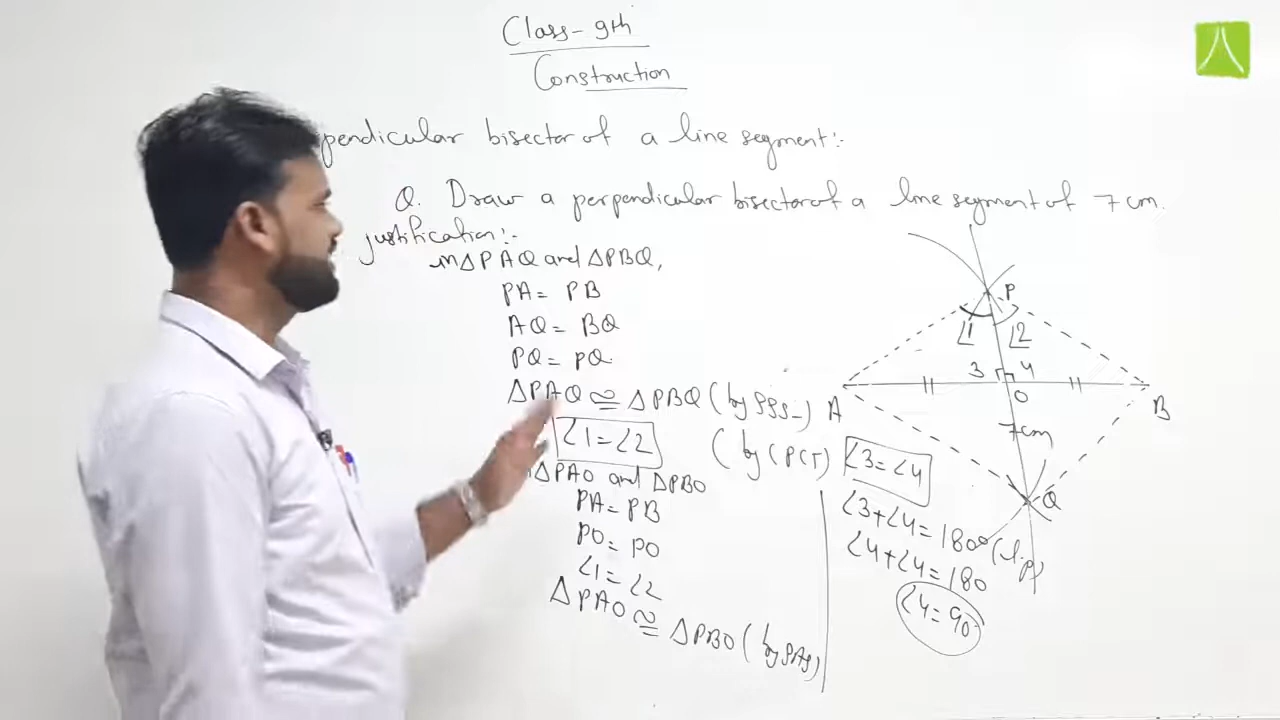 Class-9th
Construction
pendicular bisector of a line segment:-
Q. Draw a perpendicular bisector of a line segment of 7 cm.
justification:-
in △PAQ and △PBQ,
PA = PB
AQ = BQ
PQ = PQ
△PAQ ≅ △PBQ (by SSS-)
∠1 = ∠2 (by CPCT)
△PAO and △PBO
PA = PB
PO = PO
∠1 = ∠2
△PAO ≅ △PBO (by SAS)
∠3 = ∠4
∠3 + ∠4 = 180° (l.p)
∠4 + ∠4 = 180
∠4 = 90
P
∠1 ∠2
3 4
A O B
7cm
Q